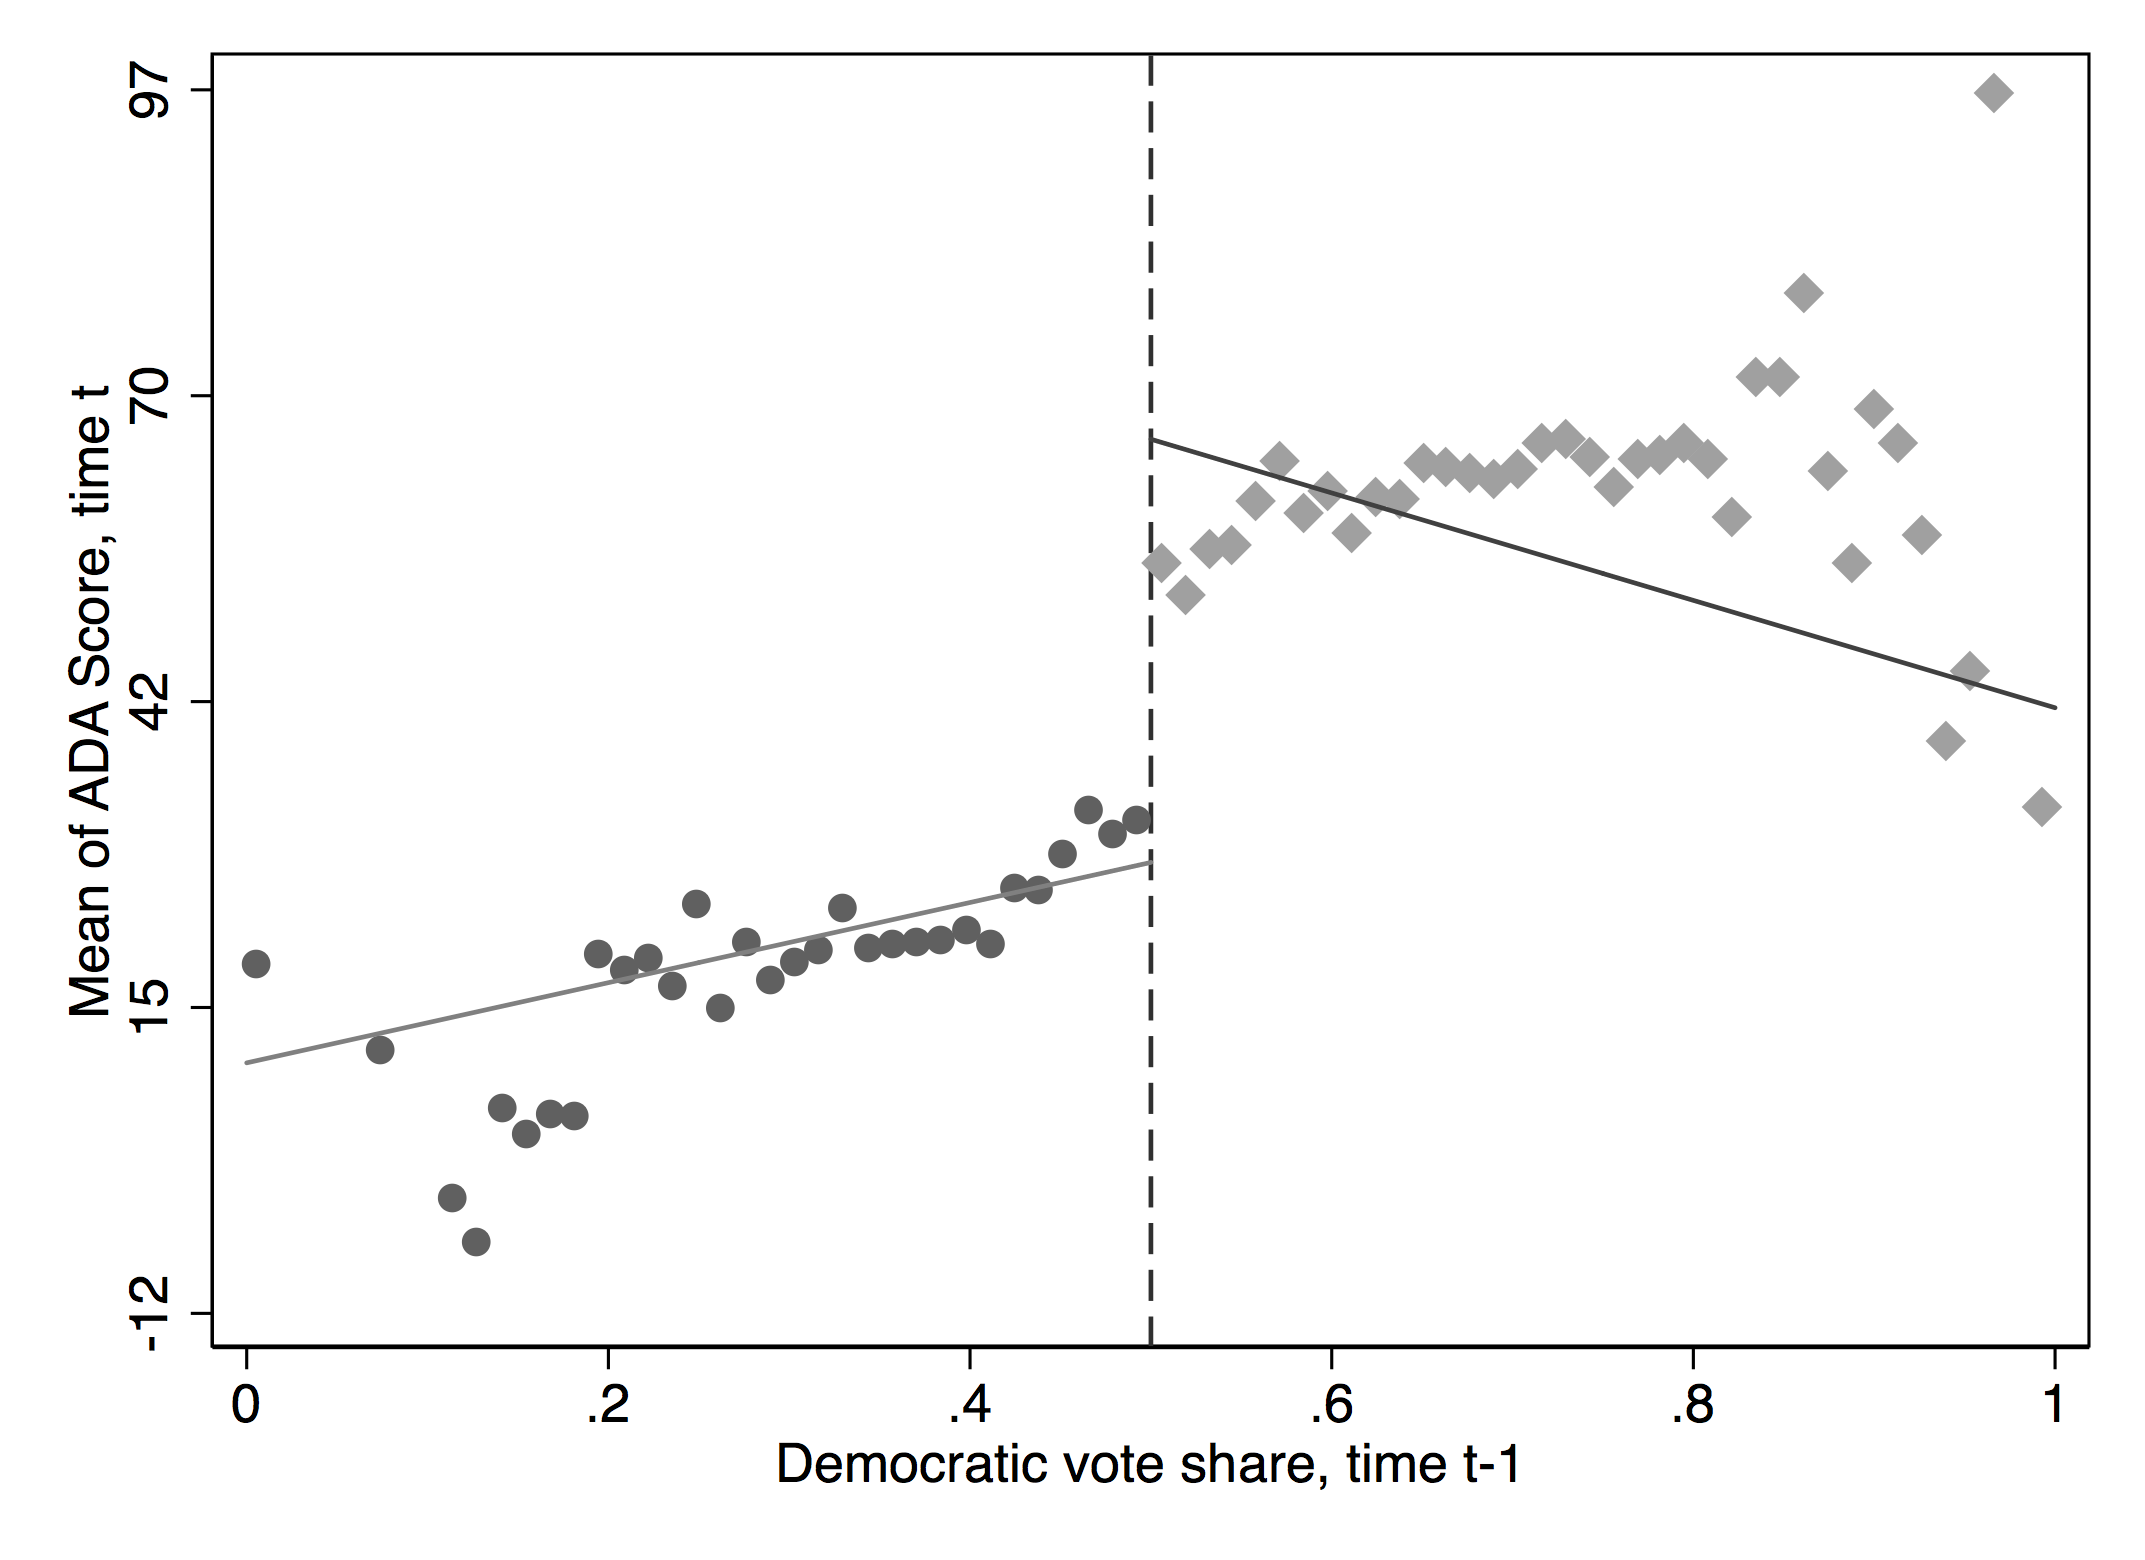 Mean of ADA Score, time t
97
70
42
15
-12
0 .2 .4 .6 .8 1
Democratic vote share, time t-1